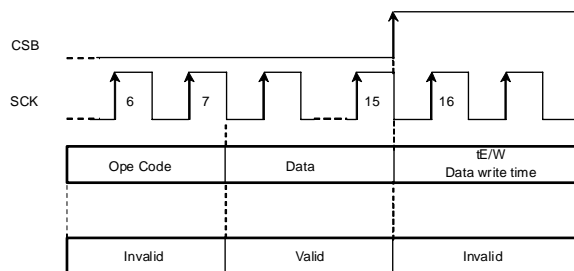 CSB
SCK
6 7 15 16
Ope Code Data tE/W
Data write time
Invalid Valid Invalid